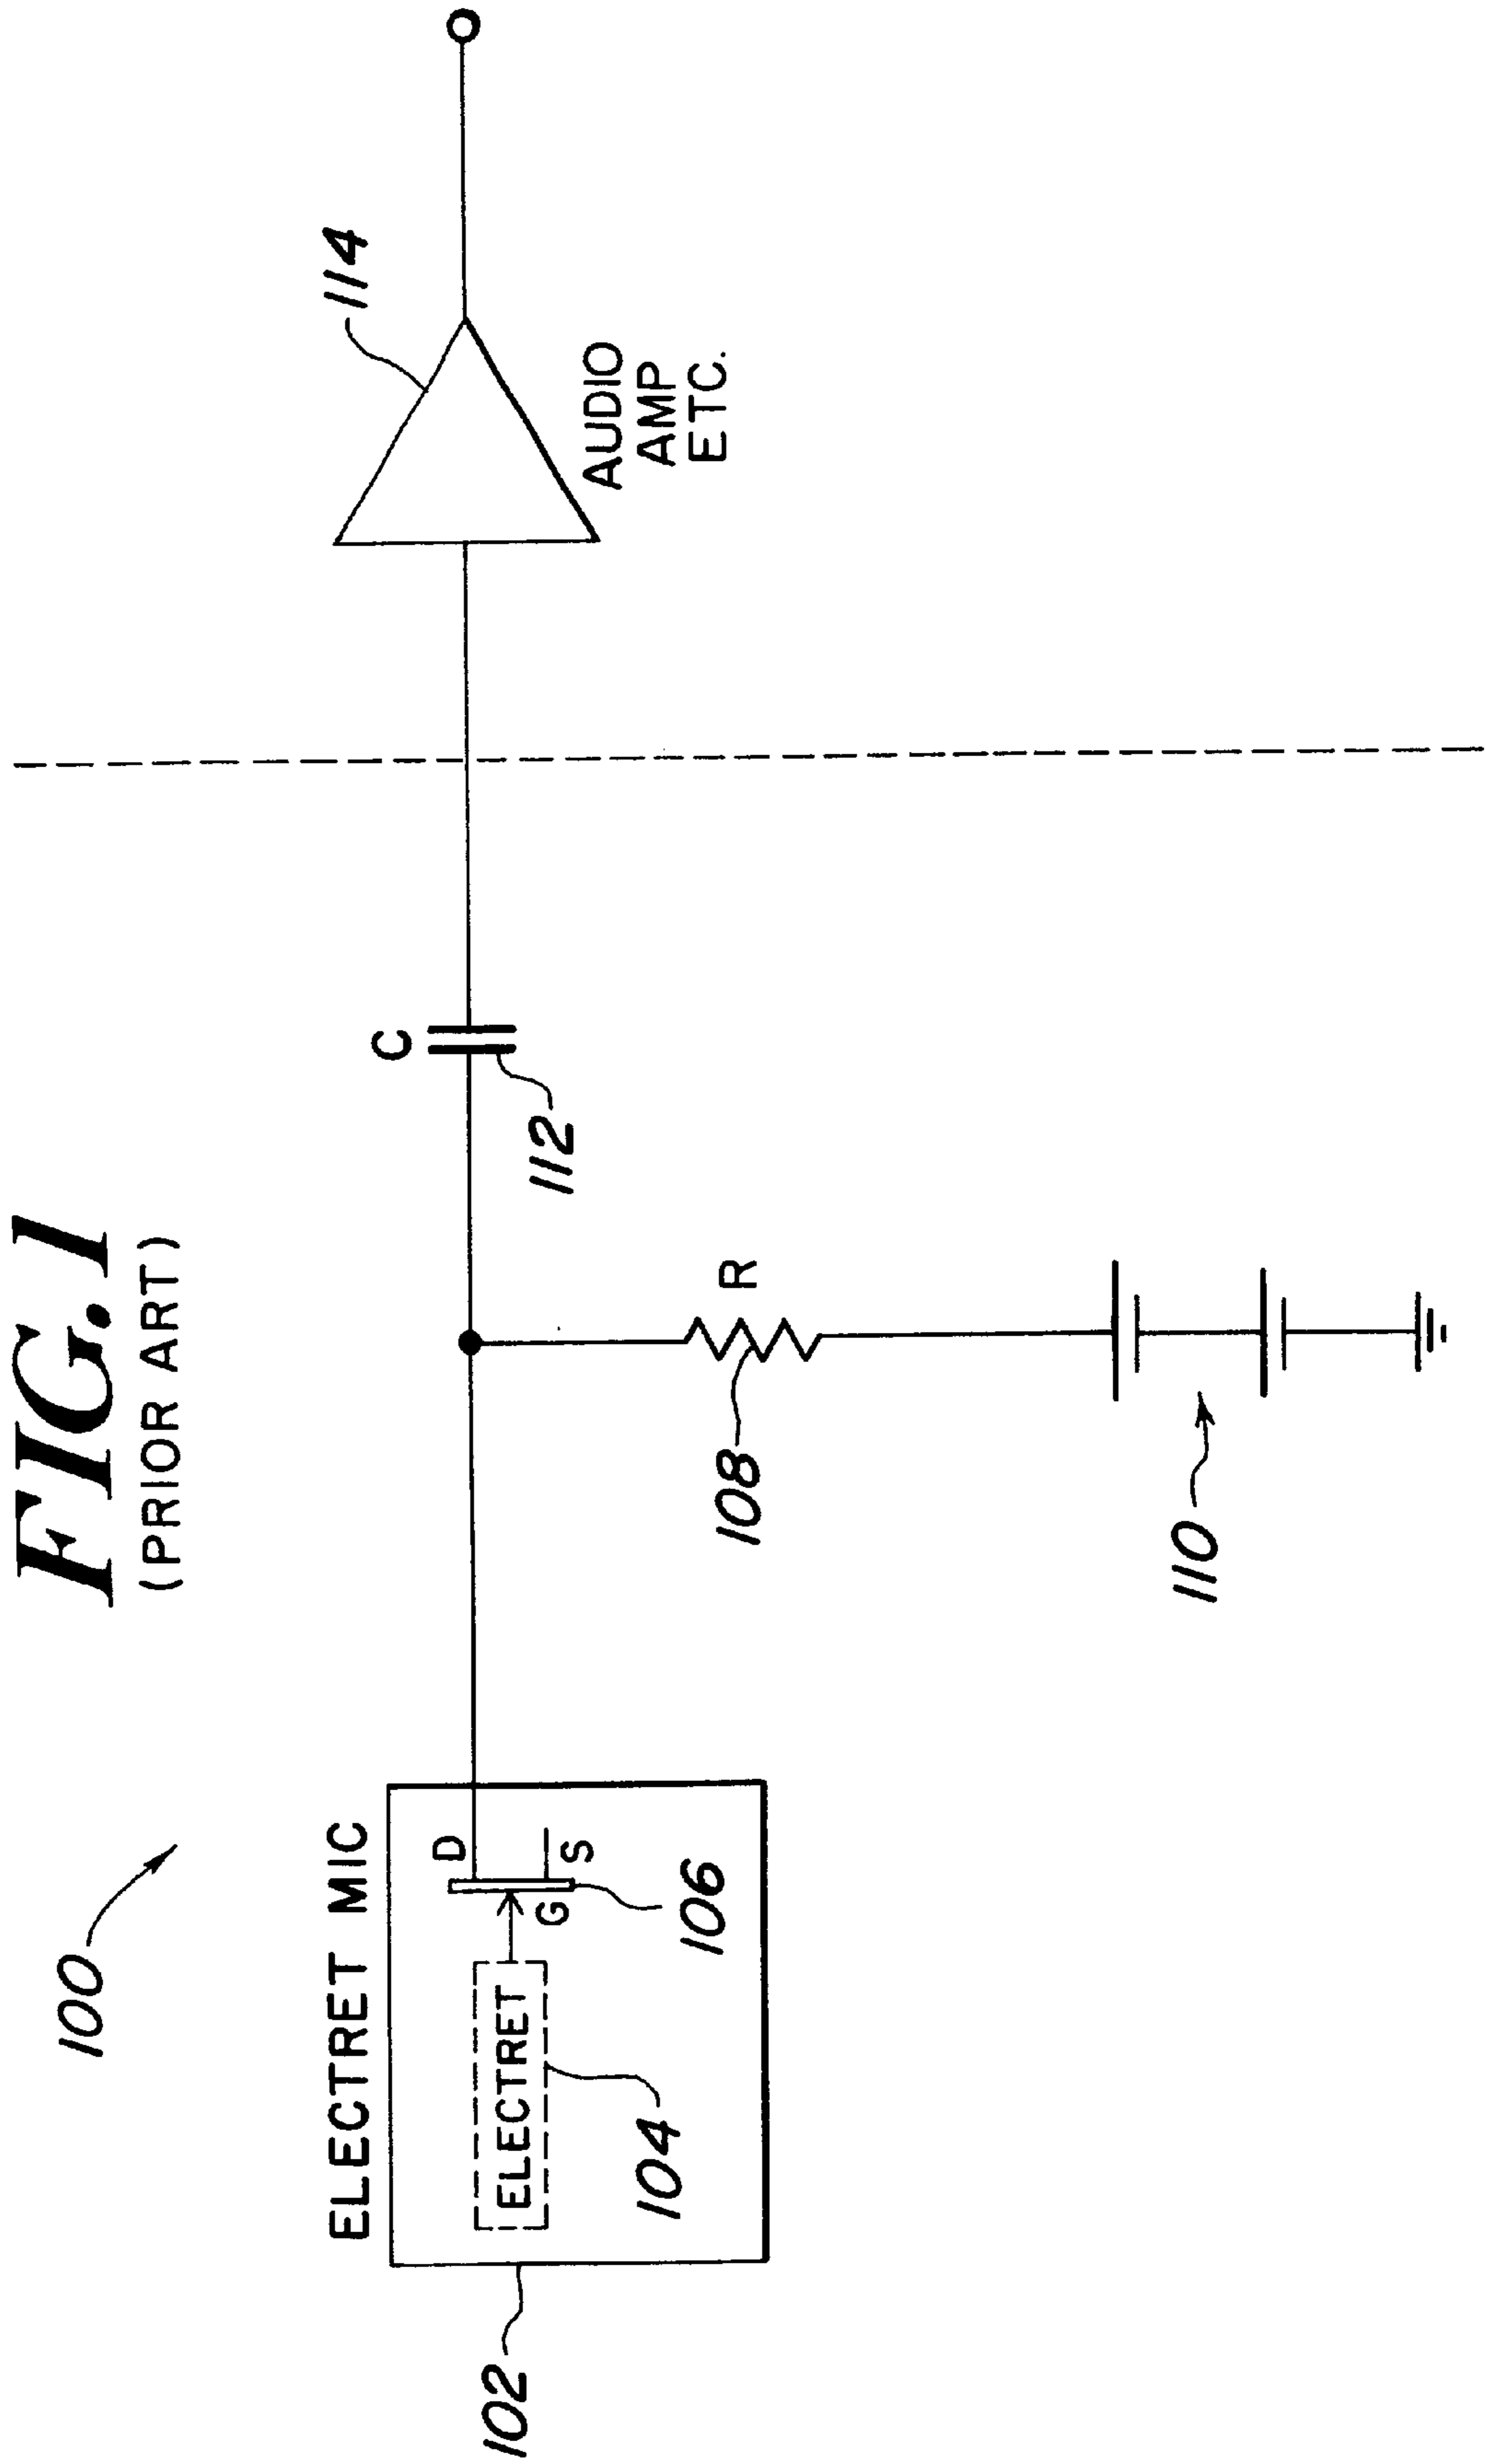 FIG. 1
(PRIOR ART)
100
ELECTRET MIC
102
ELECTRET
104
D
G
S
106
R
108
110
C
112
114
AUDIO
AMP
ETC.